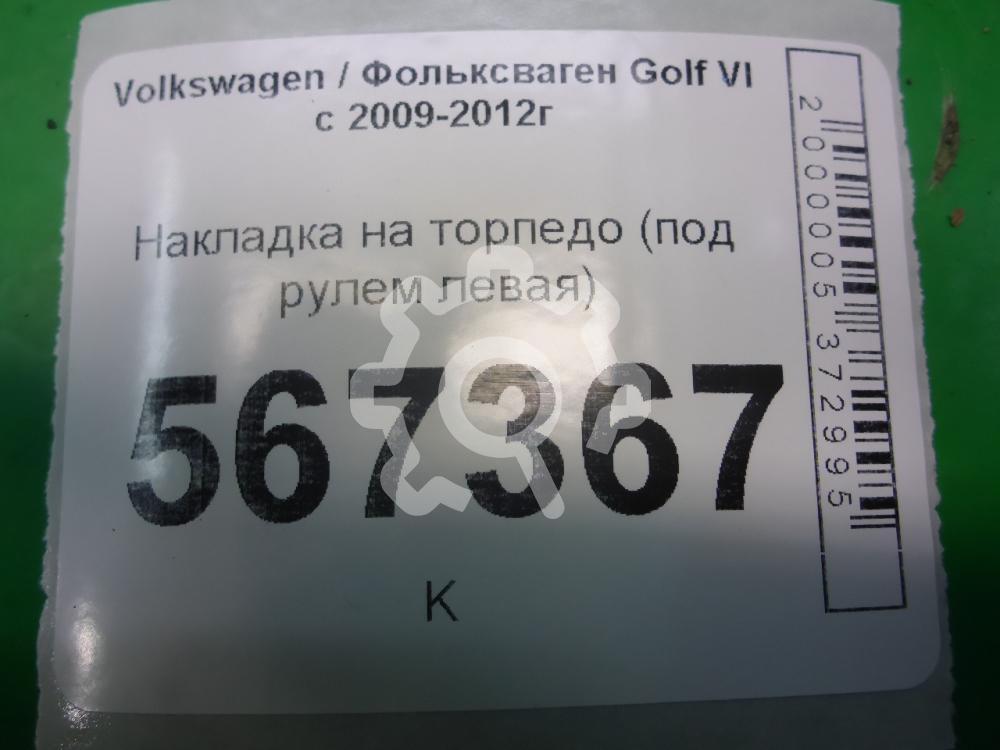 Volkswagen / Фольксваген Golf VI
с 2009-2012г
Накладка на торпедо (под
рулем левая)
567367
К
2000005372995